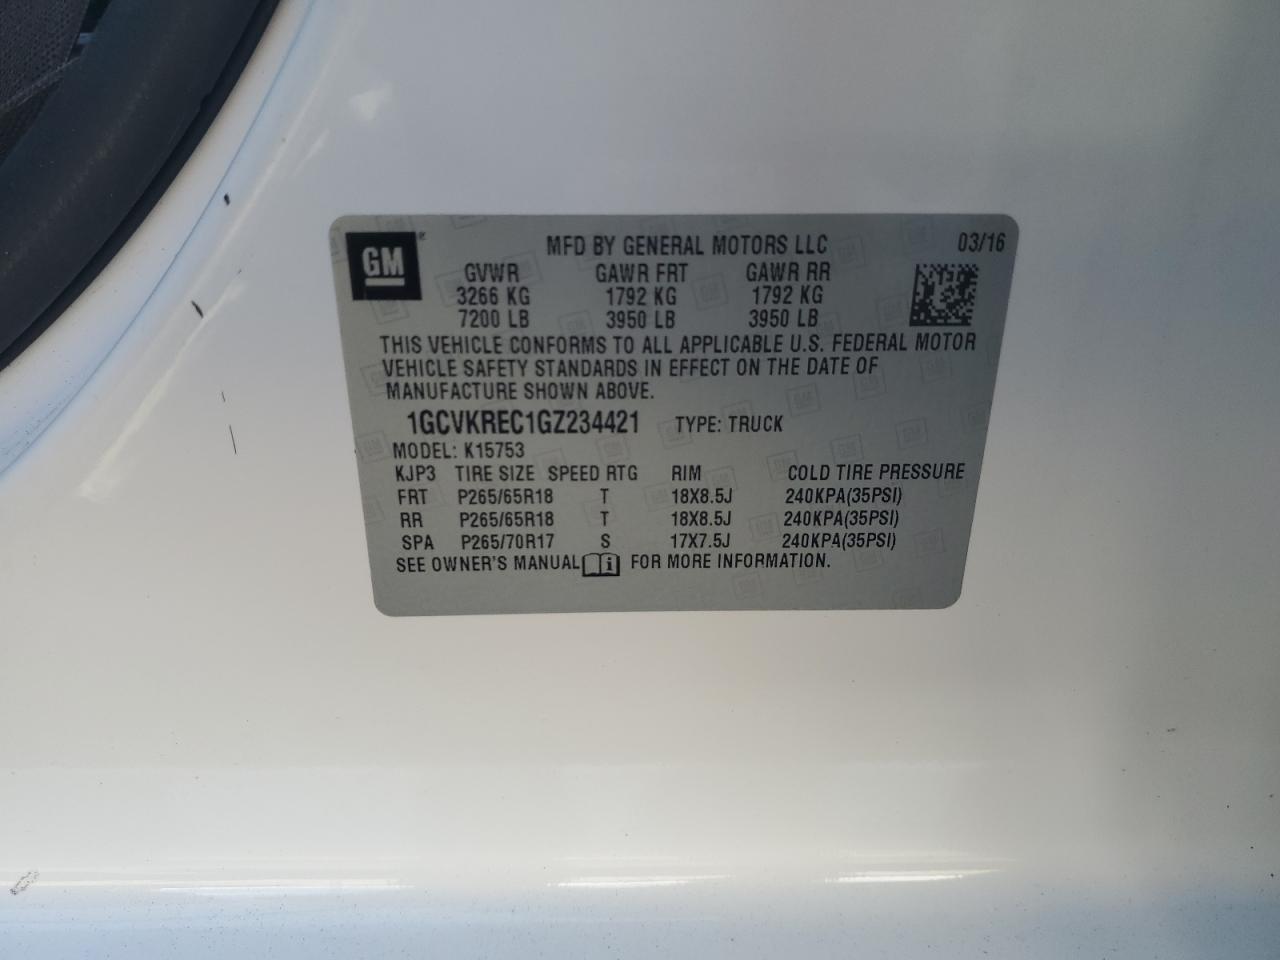 GM
MFD BY GENERAL MOTORS LLC 03/16
GVWR GAWR FRT GAWR RR
3266 KG 1792 KG 1792 KG
7200 LB 3950 LB 3950 LB
THIS VEHICLE CONFORMS TO ALL APPLICABLE U.S. FEDERAL MOTOR
VEHICLE SAFETY STANDARDS IN EFFECT ON THE DATE OF
MANUFACTURE SHOWN ABOVE.
1GCVKREC1GZ234421 TYPE: TRUCK
MODEL: K15753
KJP3 TIRE SIZE SPEED RTG RIM COLD TIRE PRESSURE
FRT P265/65R18 T 18X8.5J 240KPA(35PSI)
RR P265/65R18 T 18X8.5J 240KPA(35PSI)
SPA P265/70R17 S 17X7.5J 240KPA(35PSI)
SEE OWNER'S MANUAL i FOR MORE INFORMATION.